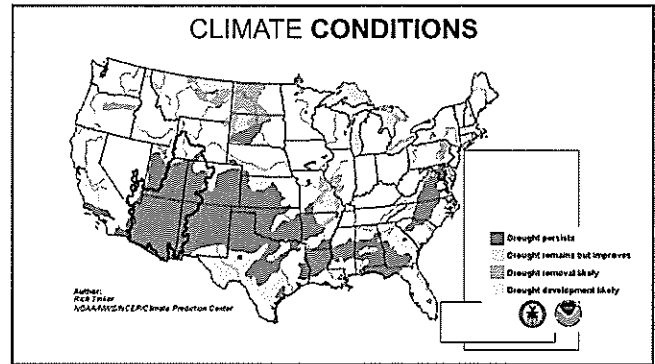 CLIMATE CONDITIONS
Drought persists
Drought remains but improves
Drought removal likely
Drought development likely
Author:
Rich Tinker
NOAA/NWS/NCEP/Climate Prediction Center